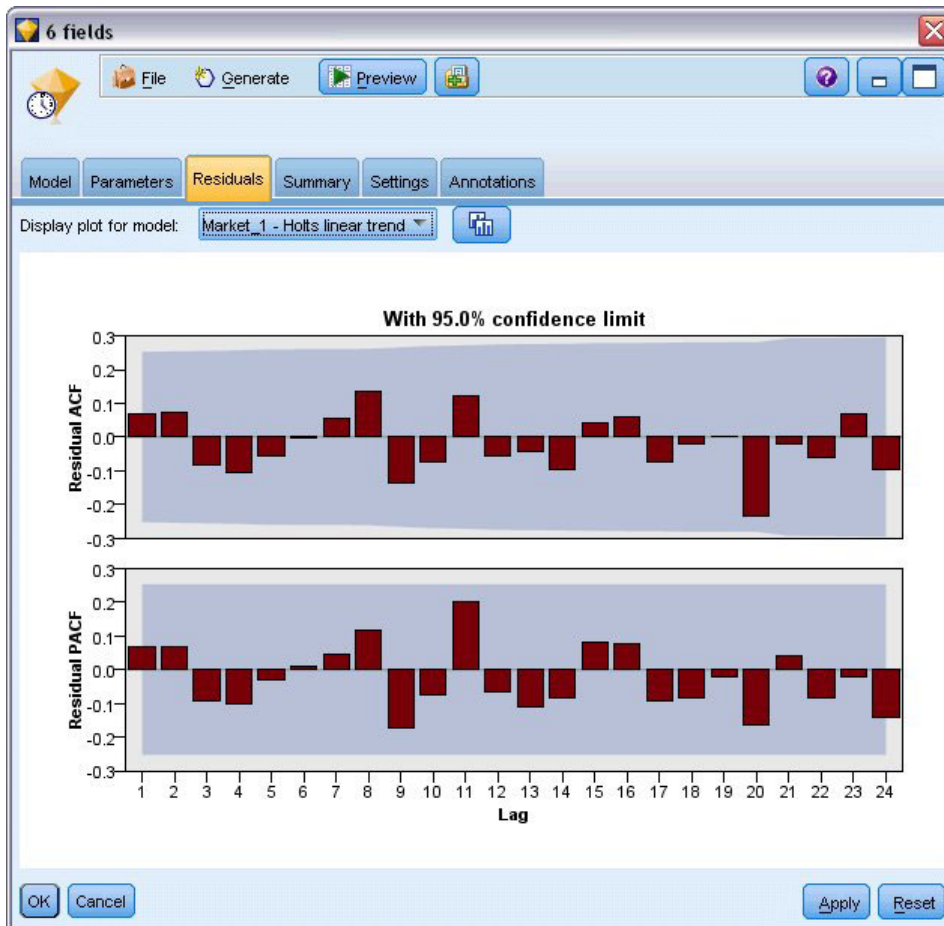 6 fields
File Generate Preview
Model Parameters Residuals Summary Settings Annotations
Display plot for model: Market_1 - Holts linear trend
With 95.0% confidence limit
Residual ACF
0.3
0.2
0.1
0.0
-0.1
-0.2
-0.3
Residual PACF
0.3
0.2
0.1
0.0
-0.1
-0.2
-0.3
1 2 3 4 5 6 7 8 9 10 11 12 13 14 15 16 17 18 19 20 21 22 23 24
Lag
OK Cancel Apply Reset